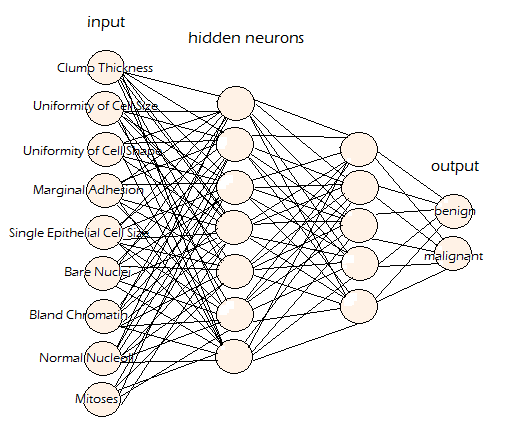 input
hidden neurons
Clump Thickness
Uniformity of Cell Size
Uniformity of Cell Shape
Marginal Adhesion
Single Epithelial Cell Size
Bare Nuclei
Bland Chromatin
Normal Nucleoli
Mitoses
output
benign
malignant